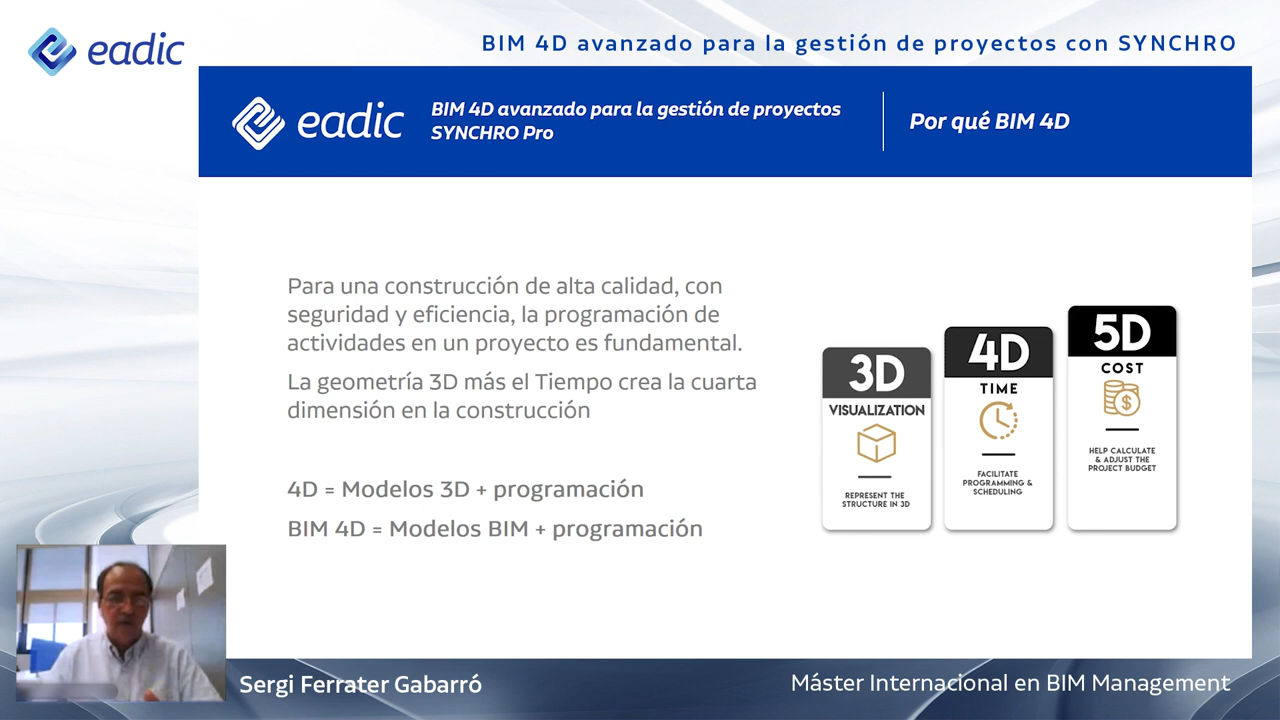 eadic
BIM 4D avanzado para la gestión de proyectos con SYNCHRO
eadic
BIM 4D avanzado para la gestión de proyectos
SYNCHRO Pro
Por qué BIM 4D
Para una construcción de alta calidad, con
seguridad y eficiencia, la programación de
actividades en un proyecto es fundamental.
La geometría 3D más el Tiempo crea la cuarta
dimensión en la construcción
4D = Modelos 3D + programación
BIM 4D = Modelos BIM + programación
3D
VISUALIZATION
REPRESENT THE
STRUCTURE IN 3D
4D
TIME
FACILITATE
PROGRAMMING &
SCHEDULING
5D
COST
$
HELP CALCULATE
& ADJUST THE
PROJECT BUDGET
Sergi Ferrater Gabarró
Máster Internacional en BIM Management